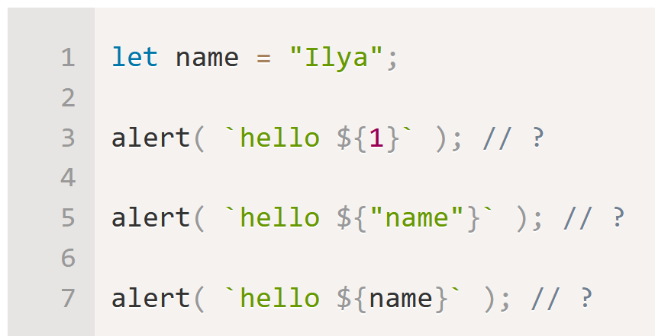 1 let name = "Ilya";
2
3 alert( `hello ${1}` ); // ?
4
5 alert( `hello ${"name"}` ); // ?
6
7 alert( `hello ${name}` ); // ?